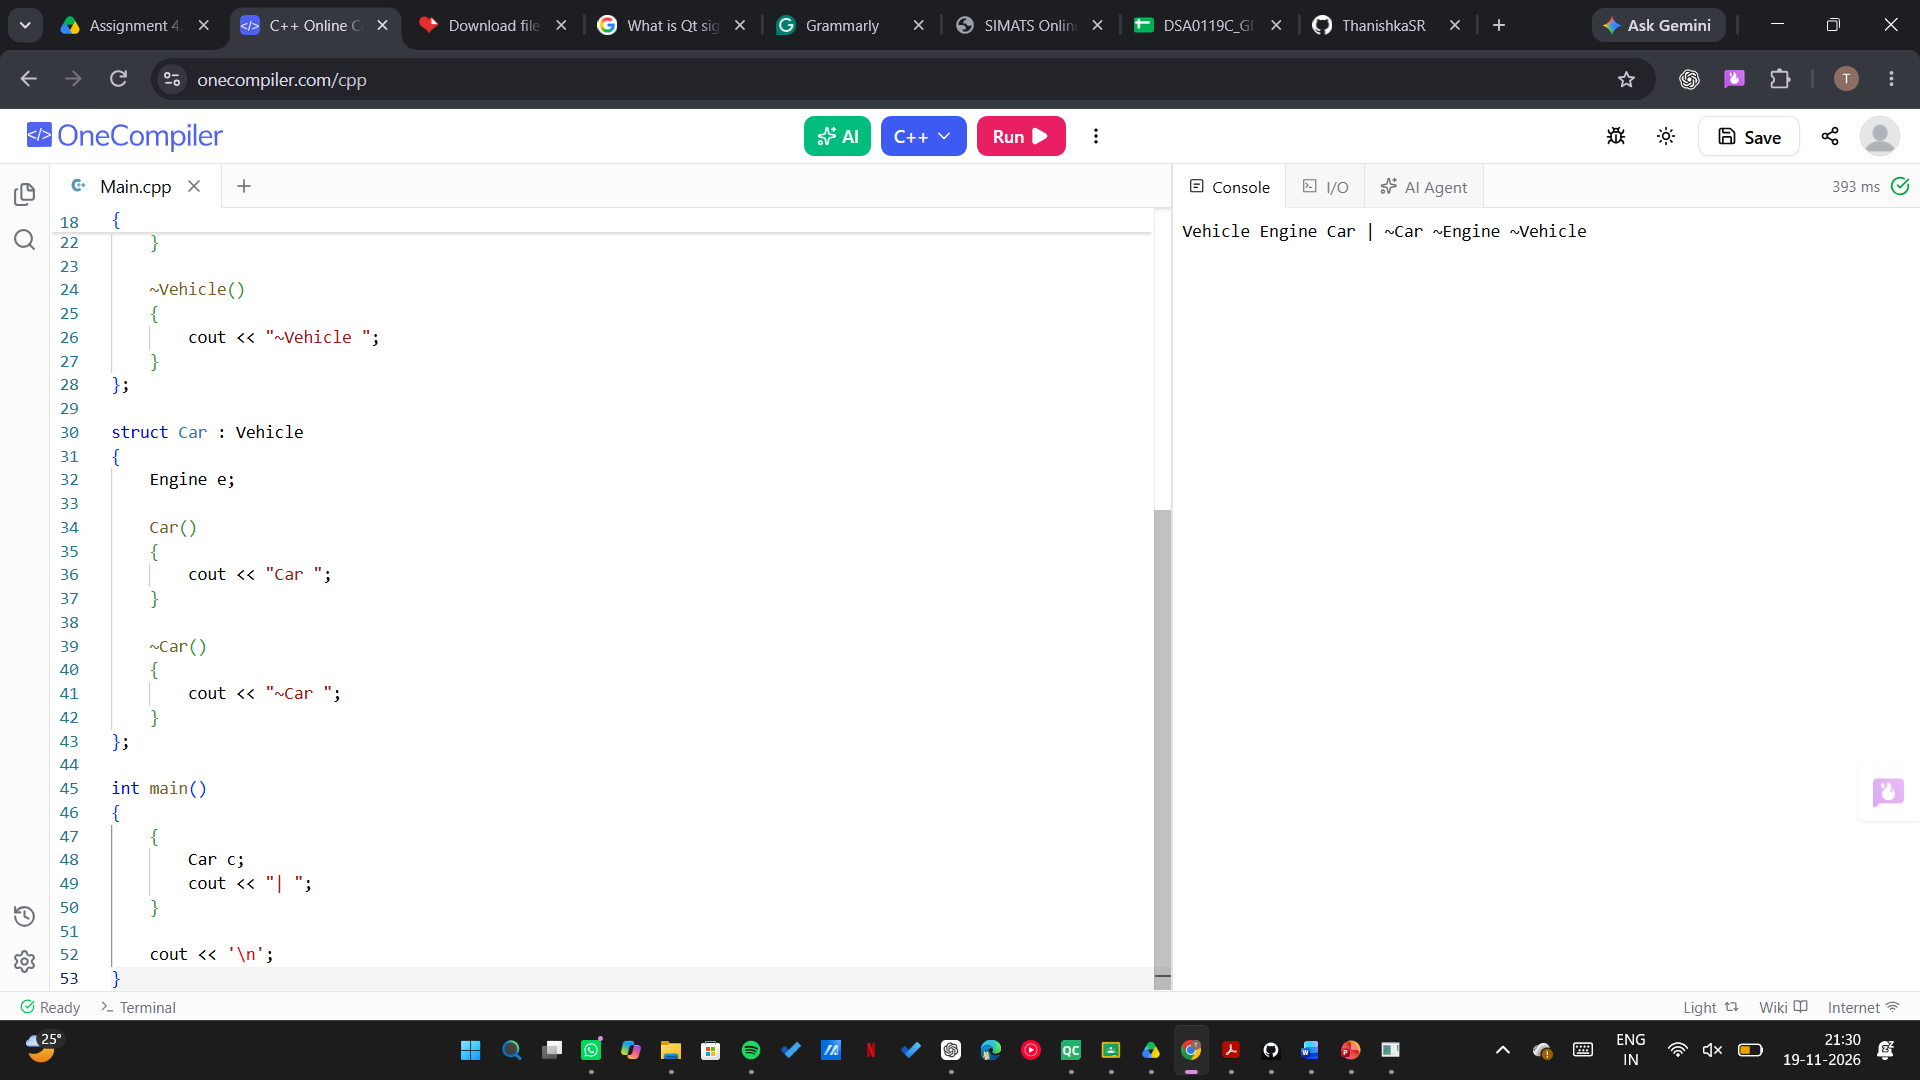 Assignment 4.
C++ Online C
Download file
What is Qt sig
Grammarly
SIMATS Onlin
DSA0119C_G
ThanishkaSR
Ask Gemini
onecompiler.com/cpp
T
OneCompiler
AI
C++
Run
Save
Main.cpp
Console
I/O
AI Agent
393 ms
18 {
22 }
23
24 ~Vehicle()
25 {
26 cout << "~Vehicle ";
27 }
28 };
29
30 struct Car : Vehicle
31 {
32 Engine e;
33
34 Car()
35 {
36 cout << "Car ";
37 }
38
39 ~Car()
40 {
41 cout << "~Car ";
42 }
43 };
44
45 int main()
46 {
47 {
48 Car c;
49 cout << "| ";
50 }
51
52 cout << '\n';
53 }
Vehicle Engine Car | ~Car ~Engine ~Vehicle
Ready
Terminal
Light
Wiki
Internet
25°
QC
ENG
IN
21:30
19-11-2026